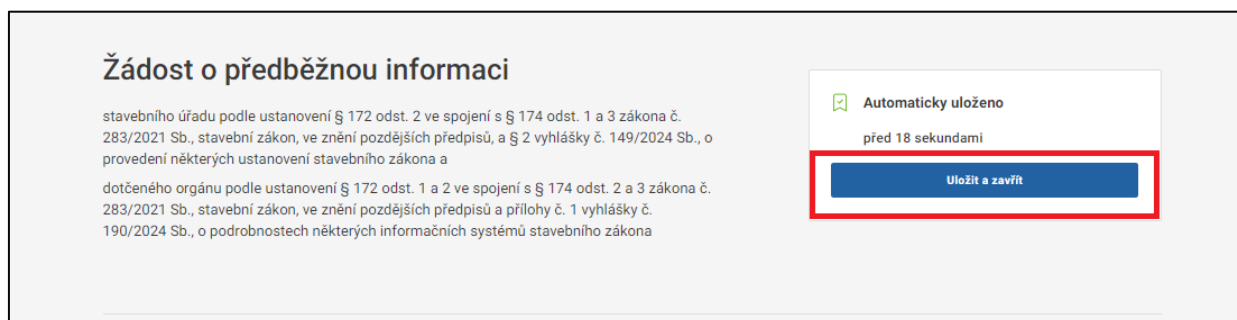 Žádost o předběžnou informaci
stavebního úřadu podle ustanovení § 172 odst. 2 ve spojení s § 174 odst. 1 a 3 zákona č.
283/2021 Sb., stavební zákon, ve znění pozdějších předpisů, a § 2 vyhlášky č. 149/2024 Sb., o
provedení některých ustanovení stavebního zákona a
dotčeného orgánu podle ustanovení § 172 odst. 1 a 2 ve spojení s § 174 odst. 2 a 3 zákona č.
283/2021 Sb., stavební zákon, ve znění pozdějších předpisů a přílohy č. 1 vyhlášky č.
190/2024 Sb., o podrobnostech některých informačních systémů stavebního zákona
Automaticky uloženo
před 18 sekundami
Uložit a zavřít